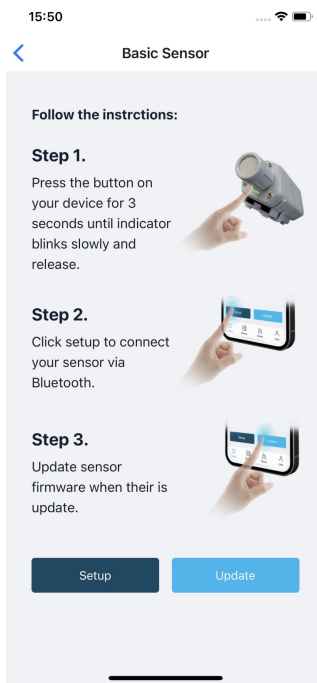 15:50
Basic Sensor
Follow the instrctions:
Step 1.
Press the button on
your device for 3
seconds until indicator
blinks slowly and
release.
Step 2.
Click setup to connect
your sensor via
Bluetooth.
Step 3.
Update sensor
firmware when their is
update.
Setup
Update